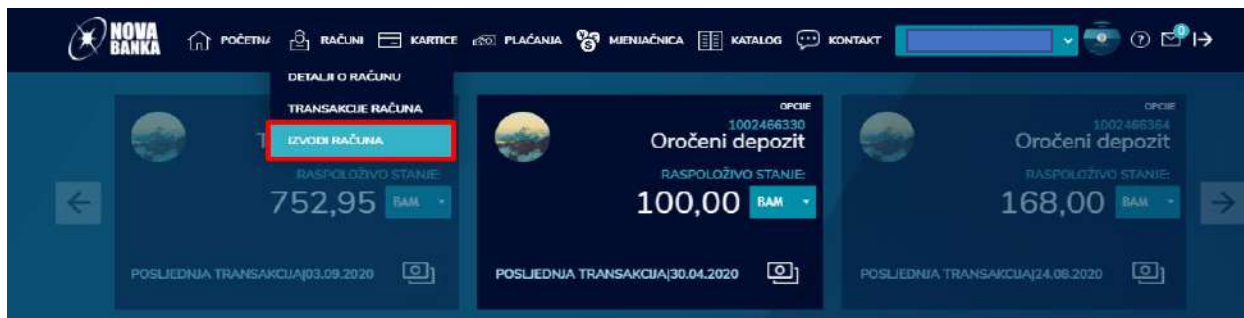 NOVA
BANKA
POČETNA RAČUNI KARTICE PLAĆANJA MJENJAČNICA KATALOG KONTAKT
DETALJI O RAČUNU
TRANSAKCIJE RAČUNA
IZVODI RAČUNA
T
RASPOLOŽIVO STANJE:
752,95 BAM
POSLJEDNJA TRANSAKCIJA|03.09.2020
OPCIJE
1002466330
Oročeni depozit
RASPOLOŽIVO STANJE:
100,00 BAM
POSLJEDNJA TRANSAKCIJA|30.04.2020
OPCIJE
1002466364
Oročeni depozit
RASPOLOŽIVO STANJE:
168,00 BAM
POSLJEDNJA TRANSAKCIJA|24.08.2020